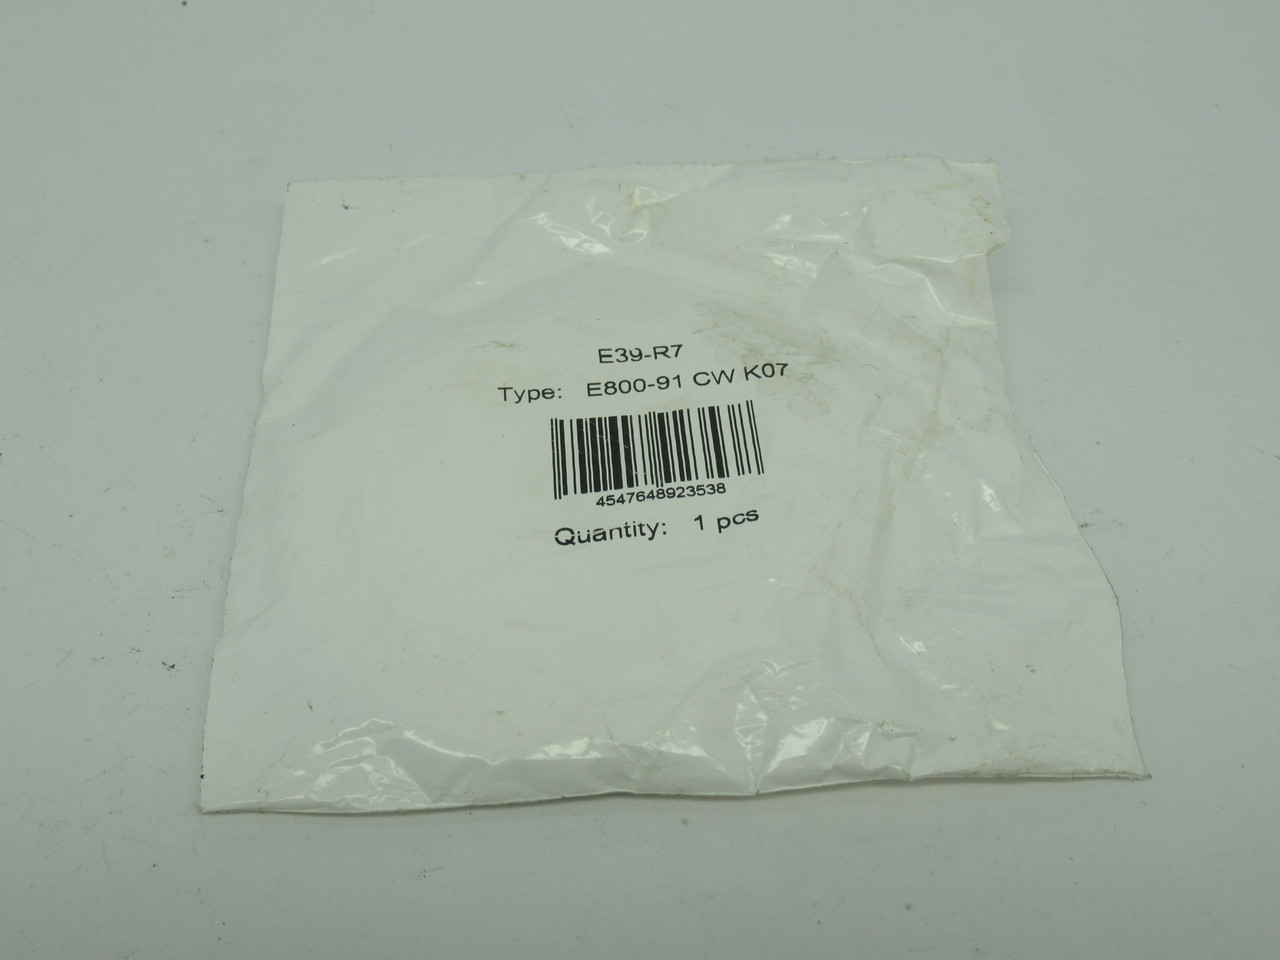 E39-R7
Type: E800-91 CW K07
4547648923538
Quantity: 1 pcs